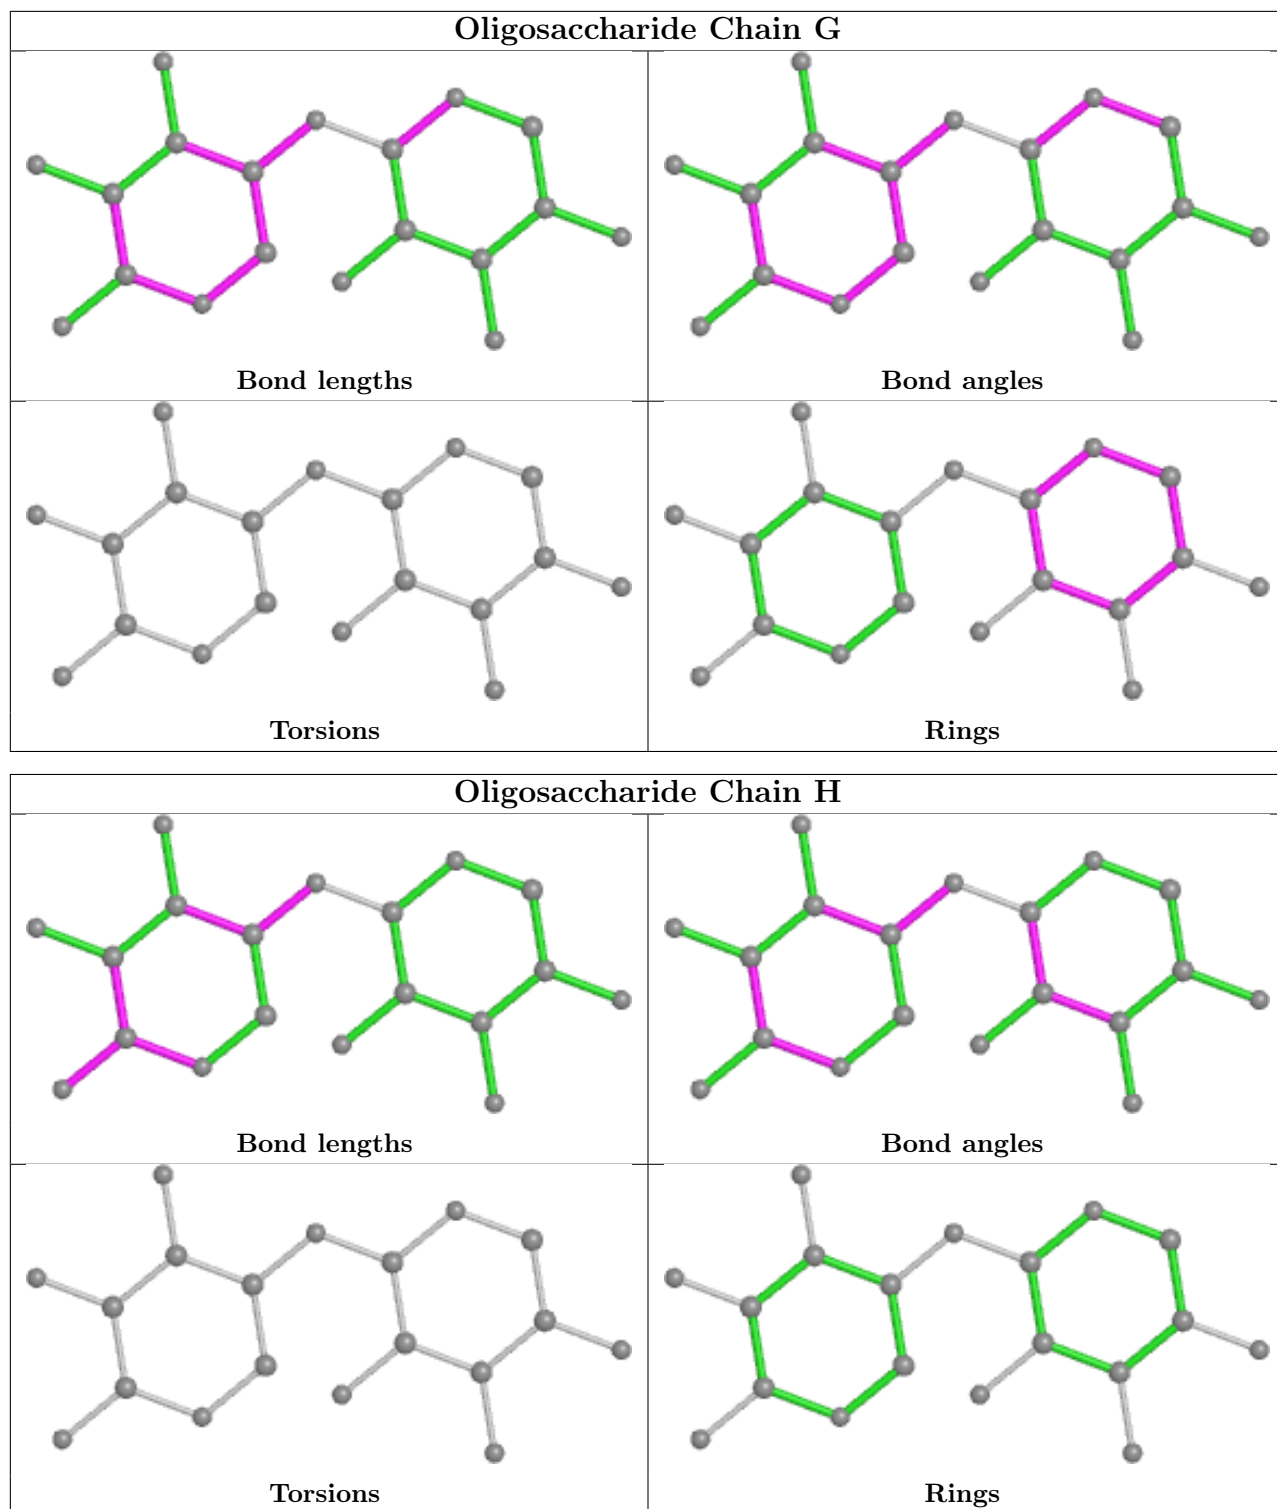 Oligosaccharide Chain G
Bond lengths
Bond angles
Torsions
Rings
Oligosaccharide Chain H
Bond lengths
Bond angles
Torsions
Rings